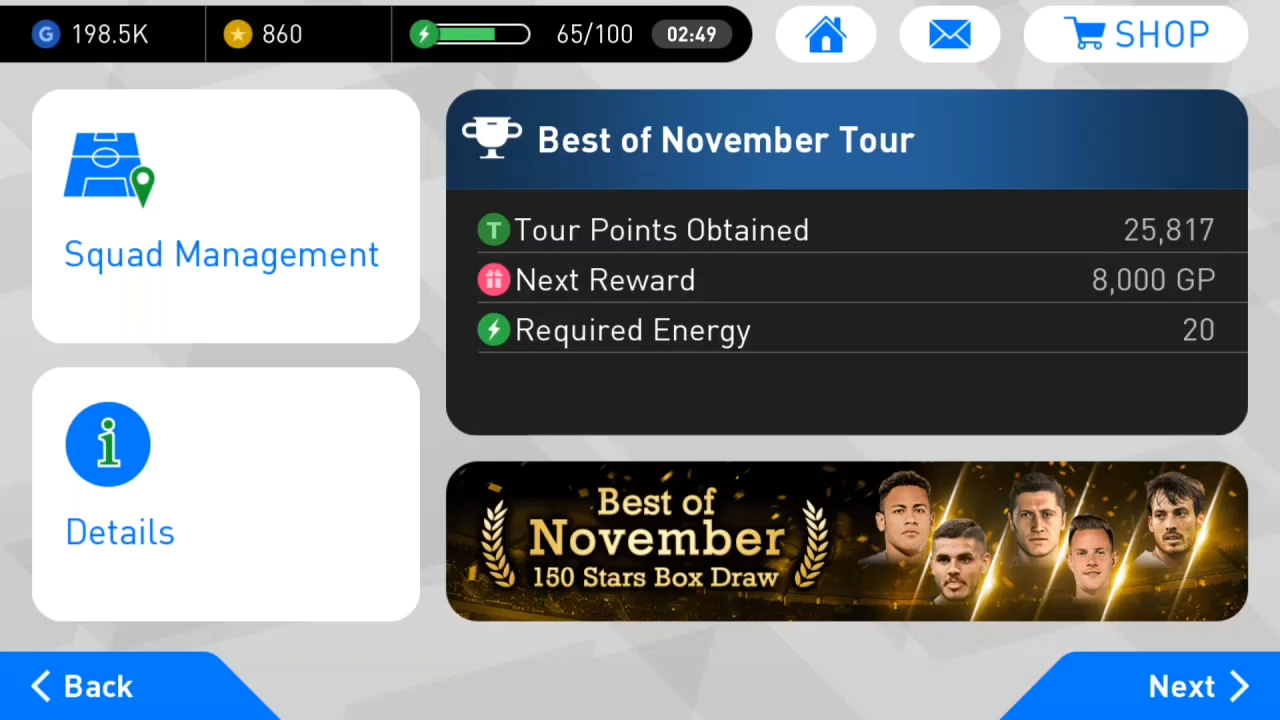 G 198.5K
860
65/100
02:49
SHOP
Squad Management
i
Details
Best of November Tour
T Tour Points Obtained 25,817
Next Reward 8,000 GP
Required Energy 20
Best of
November
150 Stars Box Draw
Back
Next